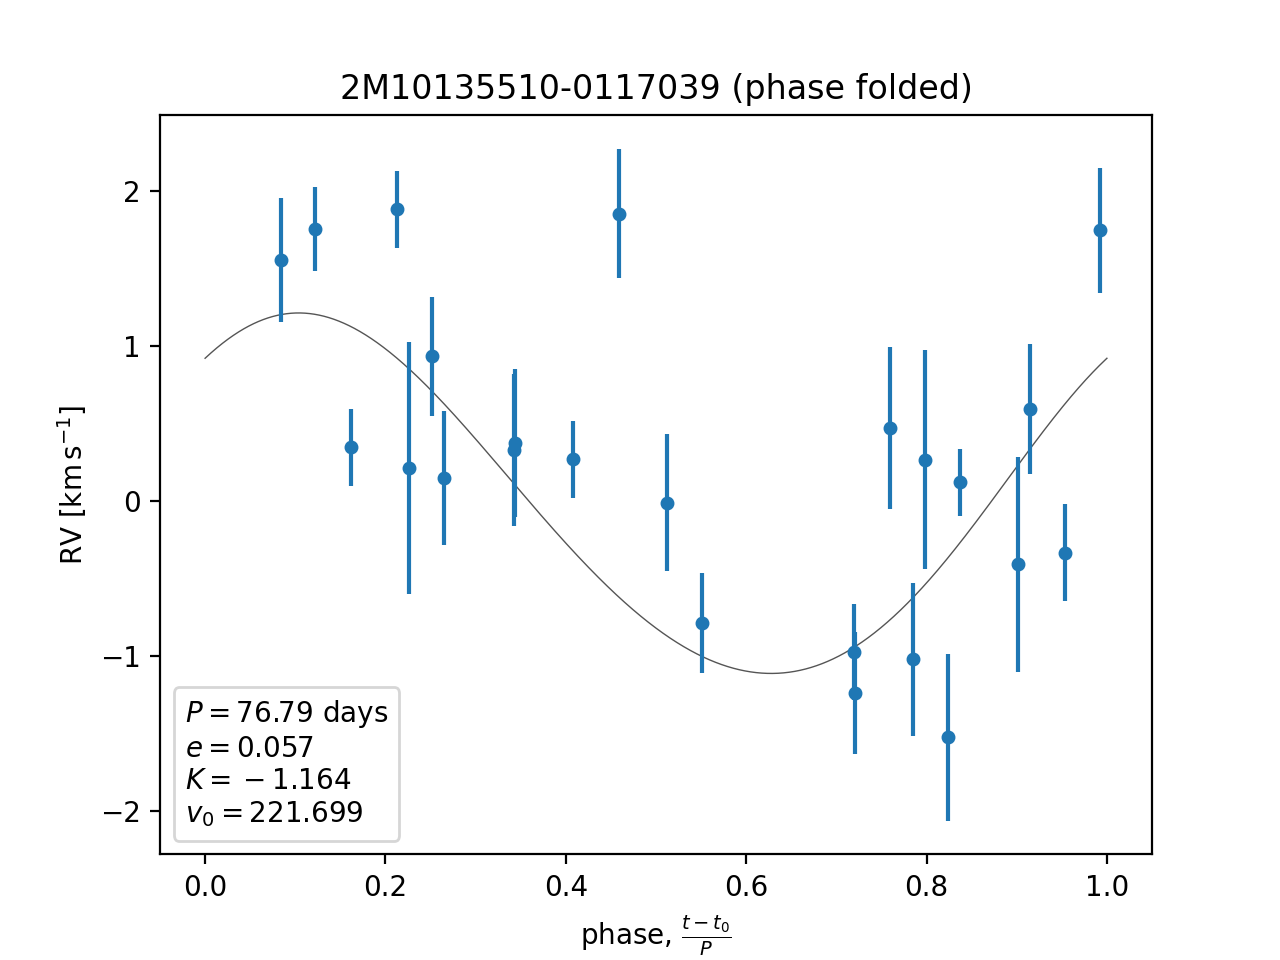 2M10135510-0117039 (phase folded)
RV [km s⁻¹]
2
1
0
−1
−2
P = 76.79 days
e = 0.057
K = −1.164
v₀ = 221.699
0.0 0.2 0.4 0.6 0.8 1.0
phase, (t − t₀)/P